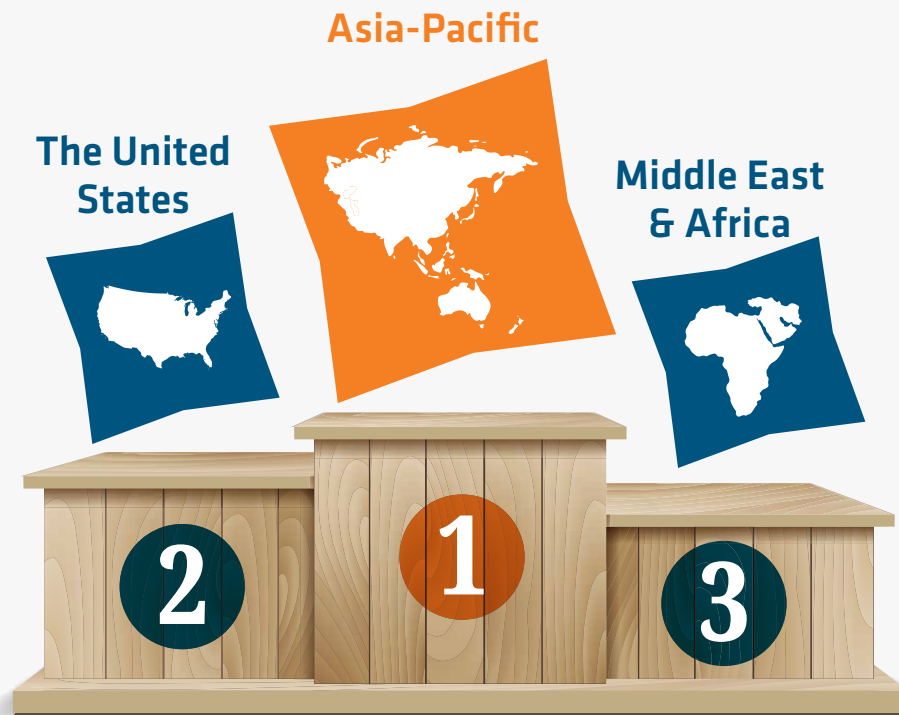 Asia-Pacific
The United
States
Middle East
& Africa
2
1
3